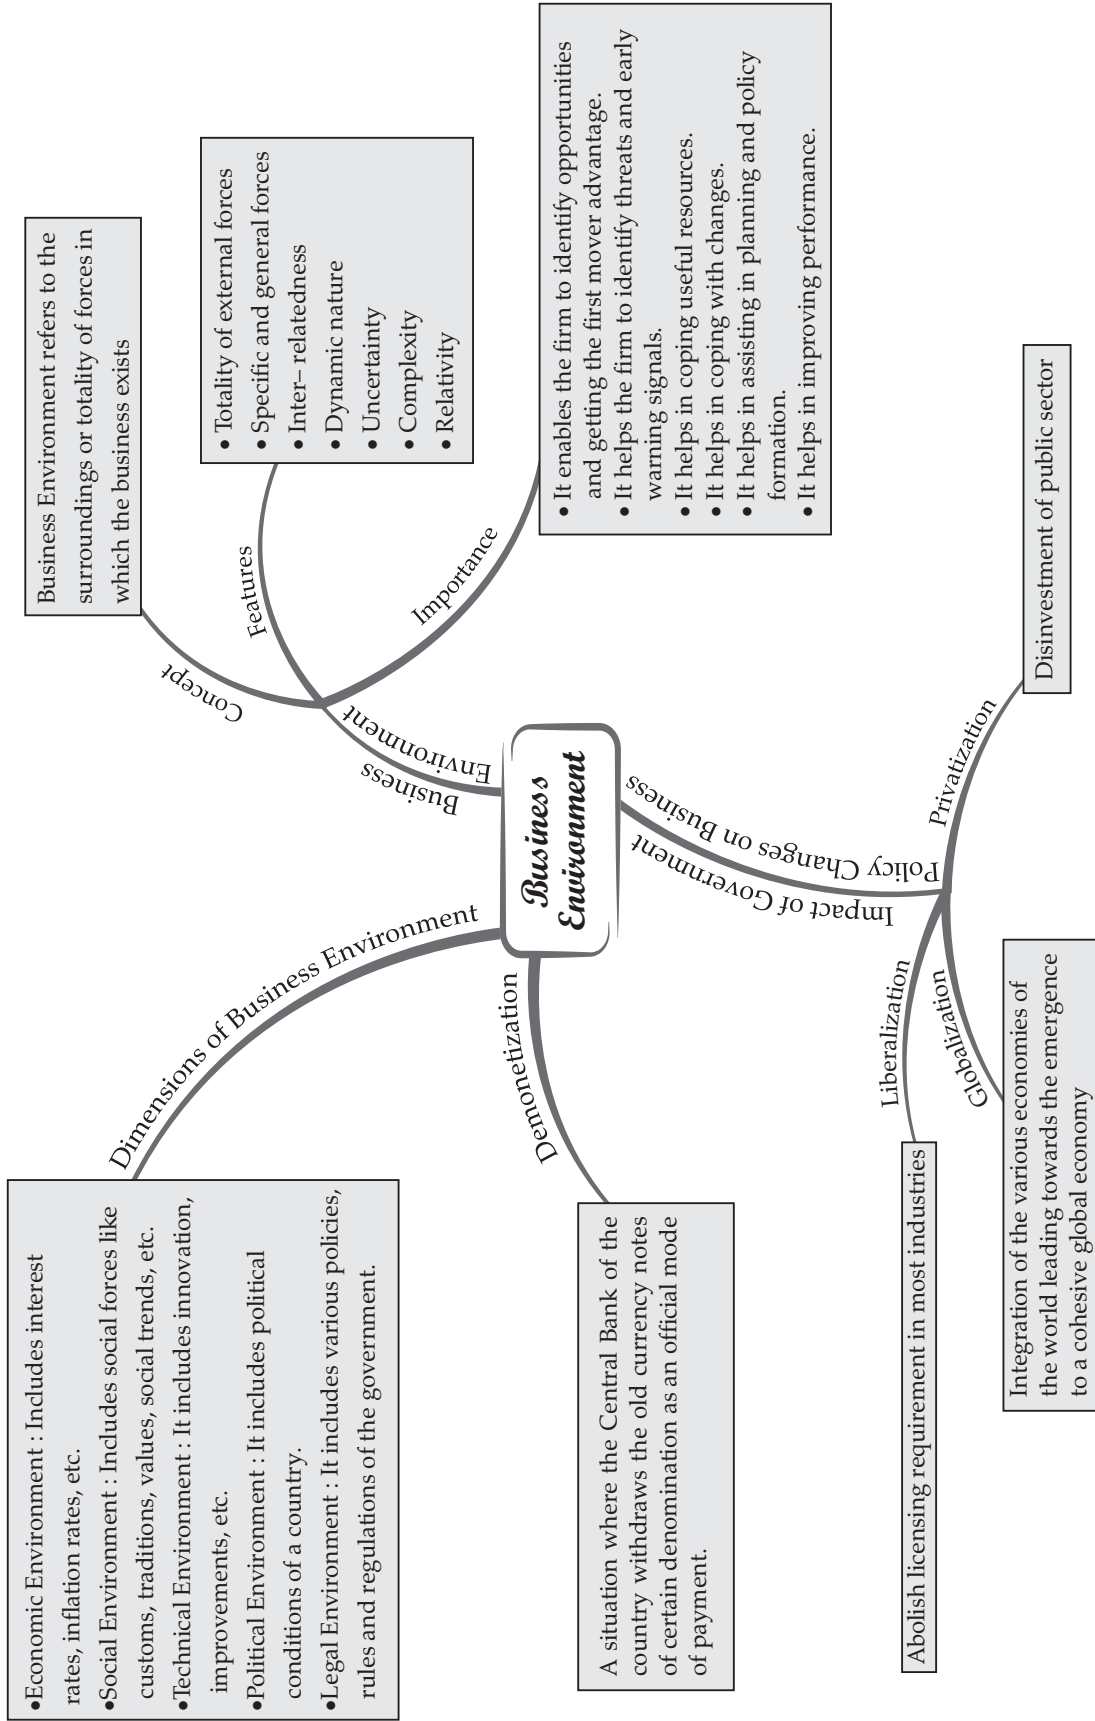 Business
Environment
Business
Environment
Concept
Business Environment refers to the
surroundings or totality of forces in
which the business exists
Features
• Totality of external forces
• Specific and general forces
• Inter– relatedness
• Dynamic nature
• Uncertainty
• Complexity
• Relativity
Importance
• It enables the firm to identify opportunities
and getting the first mover advantage.
• It helps the firm to identify threats and early
warning signals.
• It helps in coping useful resources.
• It helps in coping with changes.
• It helps in assisting in planning and policy
formation.
• It helps in improving performance.
Impact of Government
Policy Changes on Business
Privatization
Disinvestment of public sector
Globalization
Integration of the various economies of
the world leading towards the emergence
to a cohesive global economy
Liberalization
Abolish licensing requirement in most industries
Demonetization
A situation where the Central Bank of the
country withdraws the old currency notes
of certain denomination as an official mode
of payment.
Dimensions of Business Environment
•Economic Environment : Includes interest
rates, inflation rates, etc.
•Social Environment : Includes social forces like
customs, traditions, values, social trends, etc.
•Technical Environment : It includes innovation,
improvements, etc.
•Political Environment : It includes political
conditions of a country.
•Legal Environment : It includes various policies,
rules and regulations of the government.